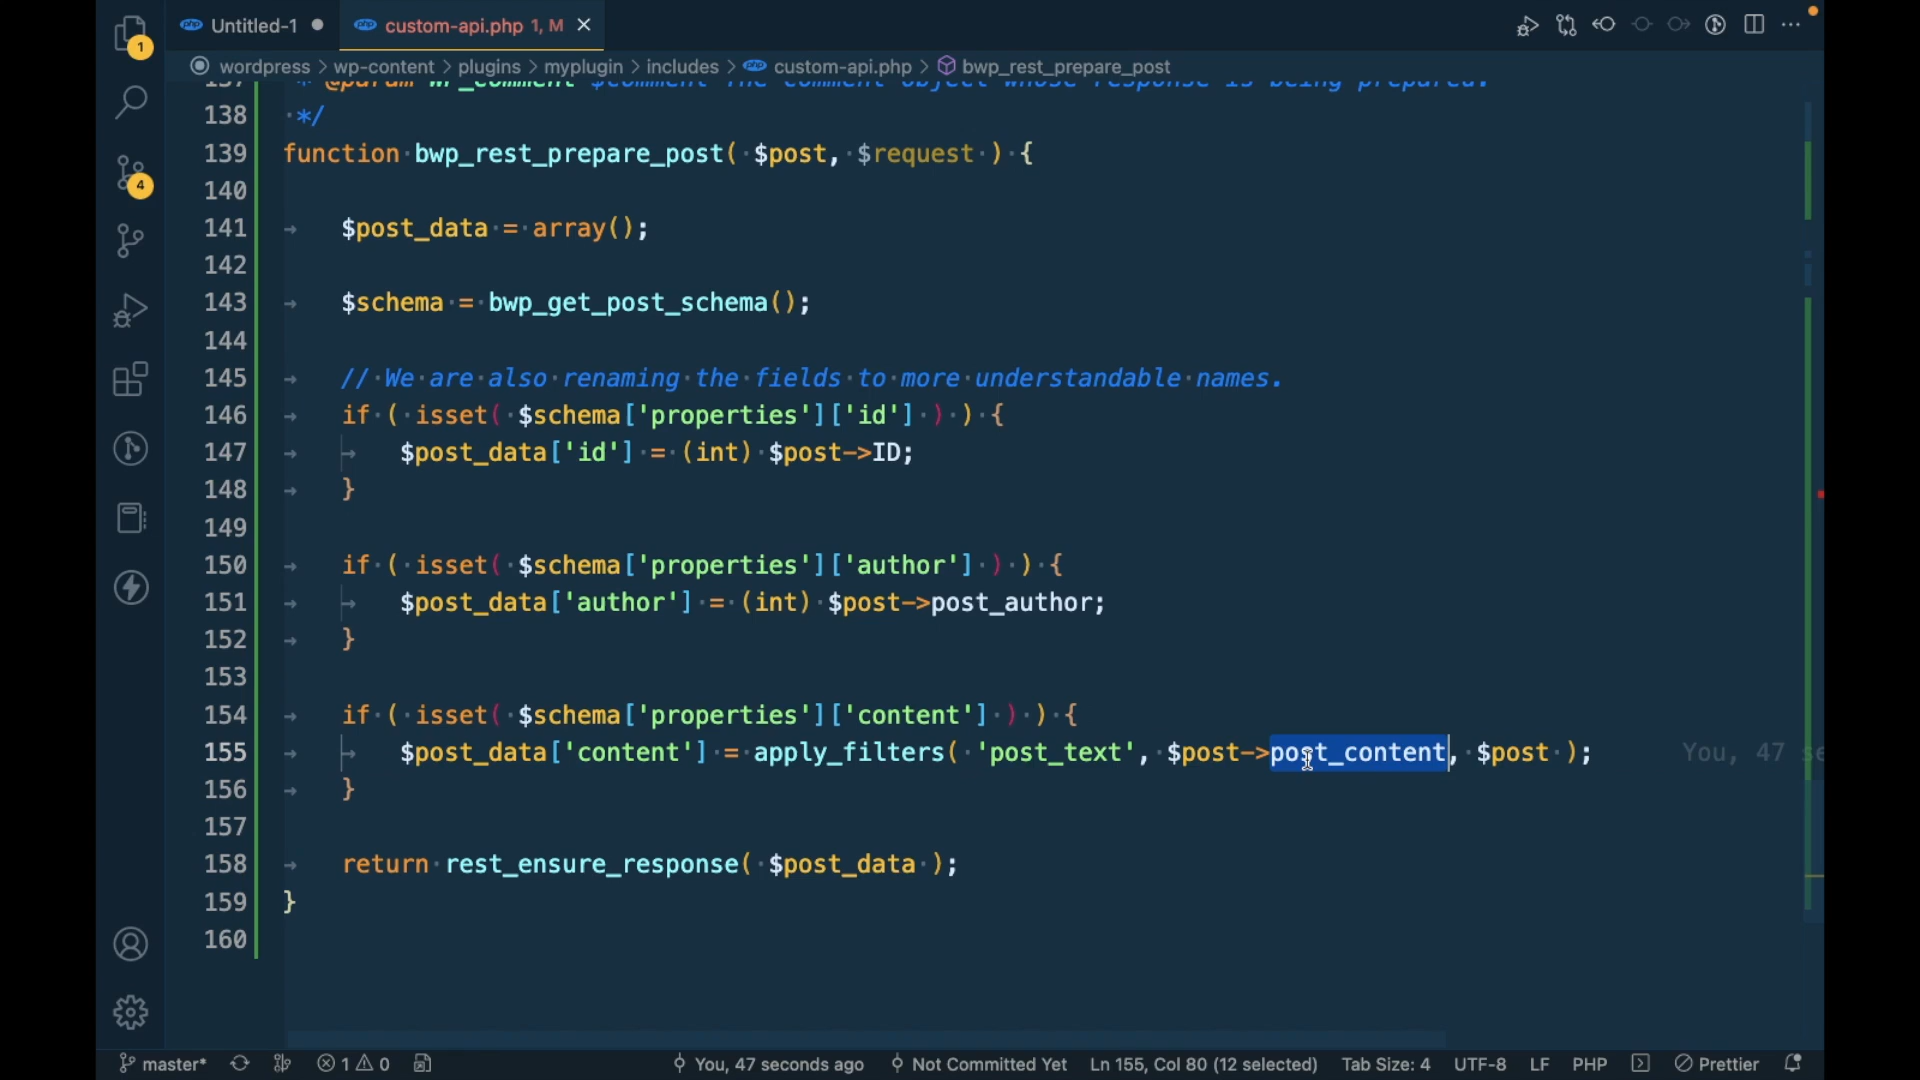 Untitled-1
custom-api.php 1, M
wordpress > wp-content > plugins > myplugin > includes > custom-api.php > bwp_rest_prepare_post
137 * @param WP_Comment $comment The comment object whose response is being prepared.
138 */
139 function bwp_rest_prepare_post( $post, $request ) {
140
141 $post_data = array();
142
143 $schema = bwp_get_post_schema();
144
145 // We are also renaming the fields to more understandable names.
146 if ( isset( $schema['properties']['id'] ) ) {
147 $post_data['id'] = (int) $post->ID;
148 }
149
150 if ( isset( $schema['properties']['author'] ) ) {
151 $post_data['author'] = (int) $post->post_author;
152 }
153
154 if ( isset( $schema['properties']['content'] ) ) {
155 $post_data['content'] = apply_filters( 'post_text', $post->post_content, $post ); You, 47 se
156 }
157
158 return rest_ensure_response( $post_data );
159 }
160
1
4
master* 1 0 You, 47 seconds ago Not Committed Yet Ln 155, Col 80 (12 selected) Tab Size: 4 UTF-8 LF PHP Prettier